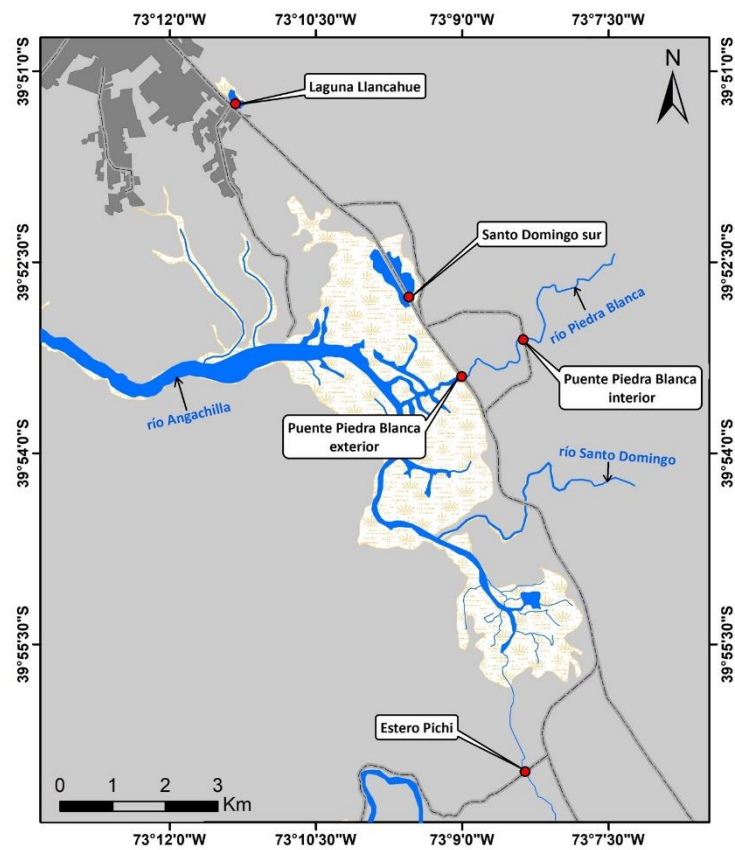 73°12'0"W
73°10'30"W
73°9'0"W
73°7'30"W
39°51'0"S
39°51'0"S
N
Laguna Llancahue
Santo Domingo sur
39°52'30"S
39°52'30"S
río Piedra Blanca
Puente Piedra Blanca
interior
río Angachilla
Puente Piedra Blanca
exterior
39°54'0"S
39°54'0"S
río Santo Domingo
39°55'30"S
39°55'30"S
Estero Pichi
0 1 2 3
Km
73°12'0"W
73°10'30"W
73°9'0"W
73°7'30"W